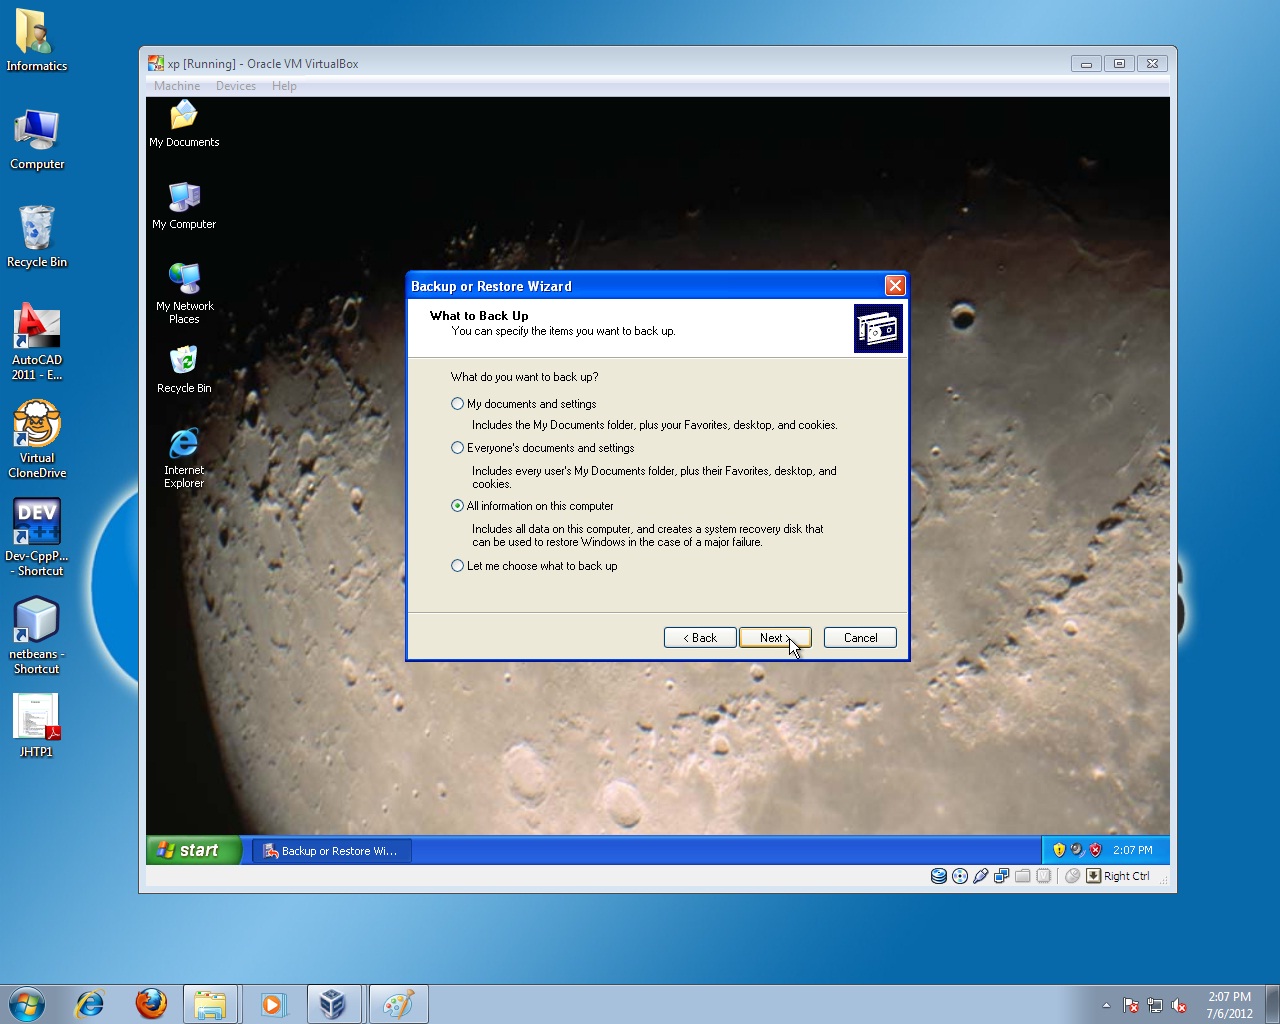 Informatics
Computer
Recycle Bin
AutoCAD
2011 - E...
Virtual
CloneDrive
DEV
C++
Dev-CppP...
- Shortcut
netbeans -
Shortcut
JHTP1
xp [Running] - Oracle VM VirtualBox
Machine Devices Help
My Documents
My Computer
My Network
Places
Recycle Bin
Internet
Explorer
Backup or Restore Wizard
What to Back Up
You can specify the items you want to back up.
What do you want to back up?
My documents and settings
Includes the My Documents folder, plus your Favorites, desktop, and cookies.
Everyone's documents and settings
Includes every user's My Documents folder, plus their Favorites, desktop, and
cookies.
All information on this computer
Includes all data on this computer, and creates a system recovery disk that
can be used to restore Windows in the case of a major failure.
Let me choose what to back up
< Back Next > Cancel
start Backup or Restore Wi... 2:07 PM
Right Ctrl
2:07 PM
7/6/2012